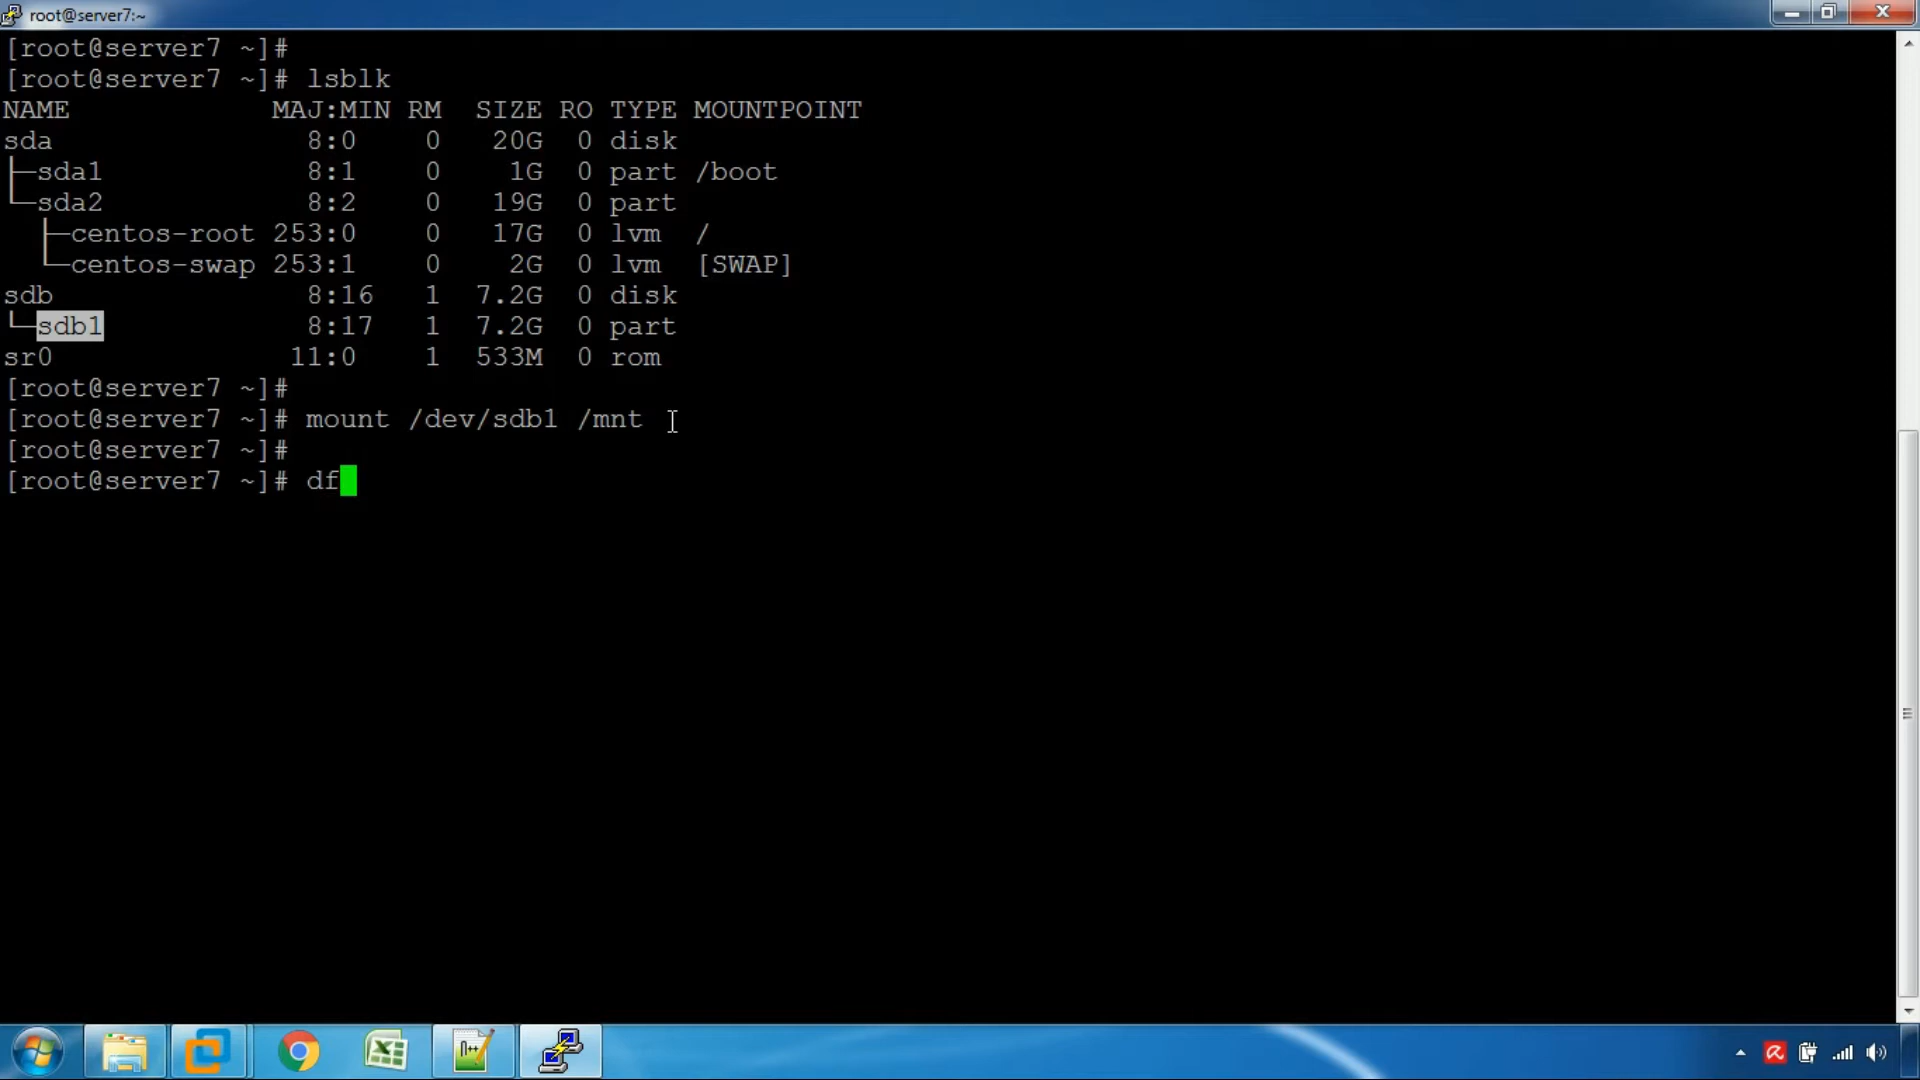 root@server7:~
[root@server7 ~]#
[root@server7 ~]# lsblk
NAME            MAJ:MIN RM  SIZE RO TYPE MOUNTPOINT
sda               8:0    0   20G  0 disk
├─sda1            8:1    0    1G  0 part /boot
└─sda2            8:2    0   19G  0 part
  ├─centos-root 253:0    0   17G  0 lvm  /
  └─centos-swap 253:1    0    2G  0 lvm  [SWAP]
sdb               8:16   1  7.2G  0 disk
└─sdb1            8:17   1  7.2G  0 part
sr0              11:0    1  533M  0 rom
[root@server7 ~]#
[root@server7 ~]# mount /dev/sdb1 /mnt
[root@server7 ~]#
[root@server7 ~]# df